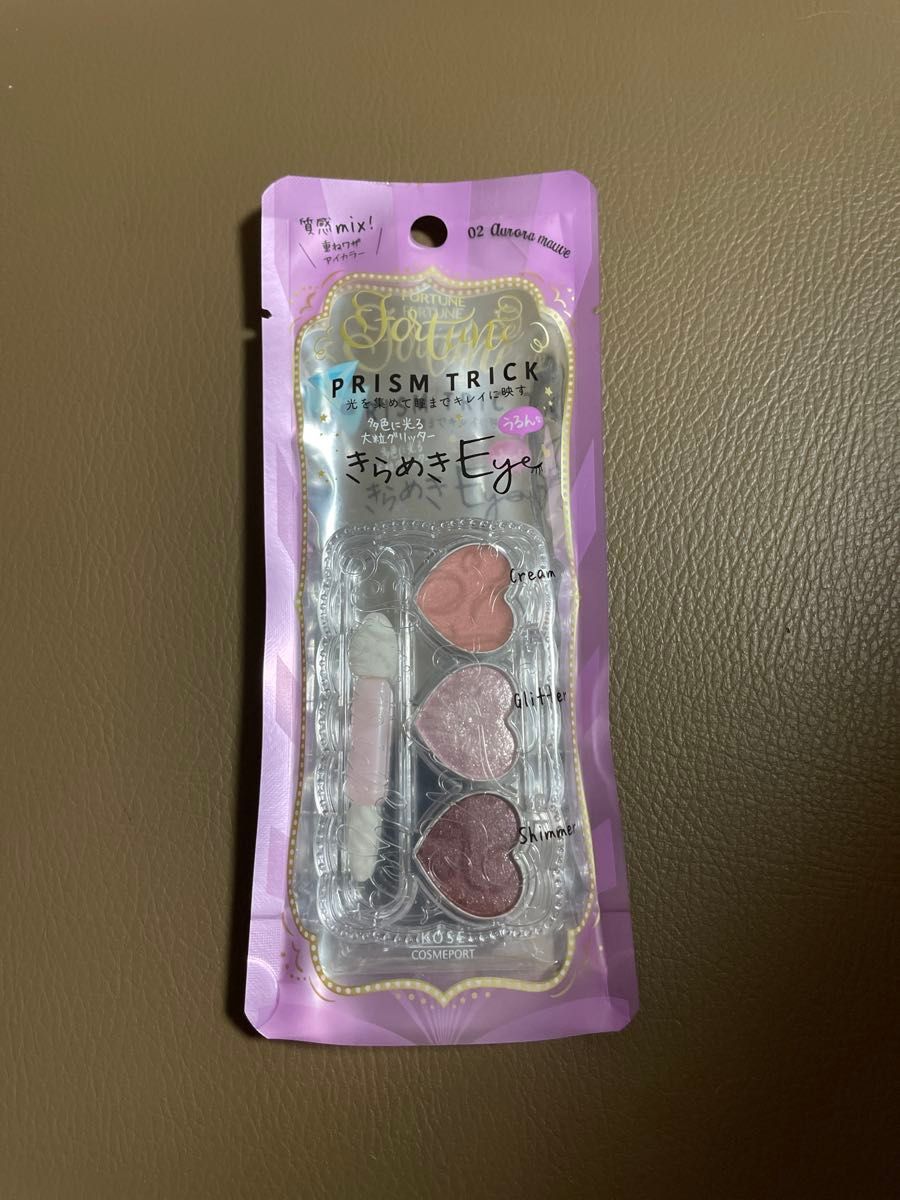 質感mix!
重ねワザ
アイカラー
02 Aurora mauve
FORTUNE
Fortune
PRISM TRICK
光を集めて瞳までキレイに映す
多色に光る
大粒グリッター
うるんっ
きらめきEye
Cream
Glitter
Shimmer
KOSÉ
COSMEPORT